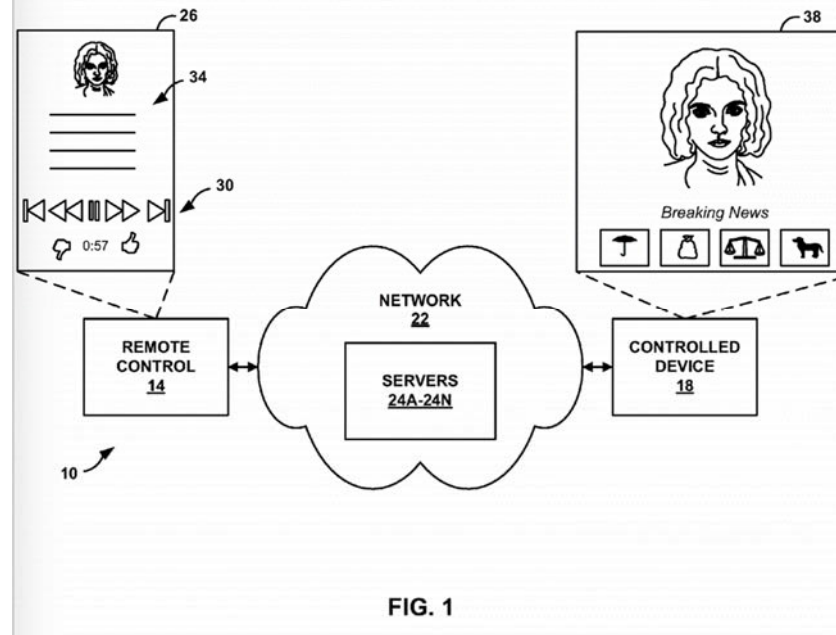 26
38
34
30
0:57
Breaking News
NETWORK
22
REMOTE
CONTROL
14
SERVERS
24A-24N
CONTROLLED
DEVICE
18
10
FIG. 1